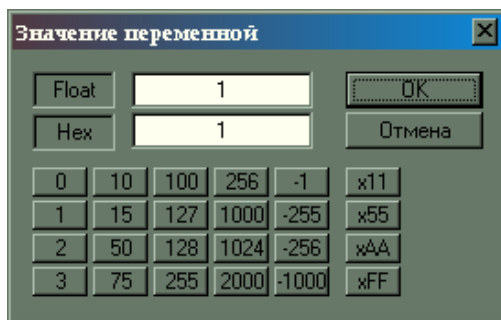 Значение переменной
Float 1 OK
Hex 1 Отмена
0 10 100 256 -1 x11
1 15 127 1000 -255 x55
2 50 128 1024 -256 xAA
3 75 255 2000 -1000 xFF